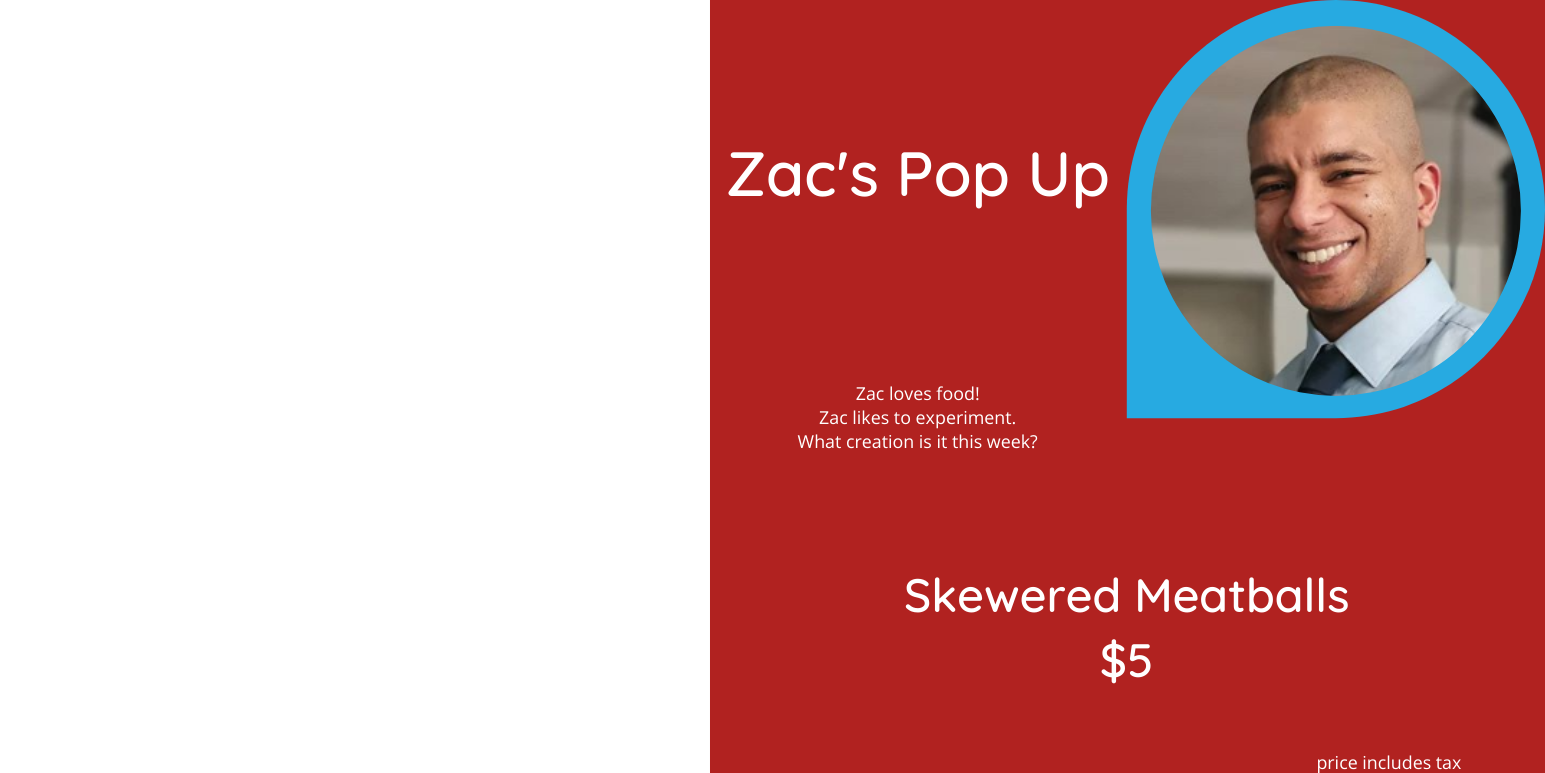 Zac's Pop Up
Zac loves food!
Zac likes to experiment.
What creation is it this week?
Skewered Meatballs
$5
price includes tax